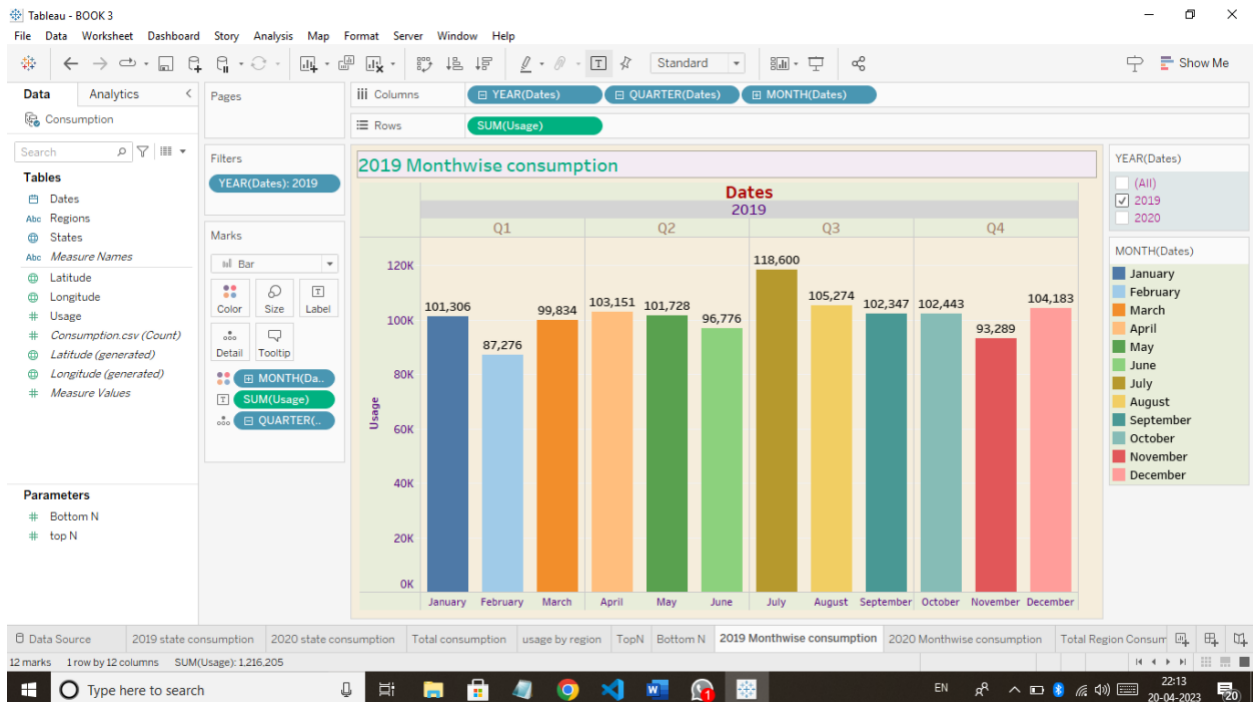 Tableau - BOOK 3
File Data Worksheet Dashboard Story Analysis Map Format Server Window Help
Standard
Show Me
Data Analytics
Consumption
Search
Tables
Dates
Abc Regions
States
Abc Measure Names
Latitude
Longitude
# Usage
# Consumption.csv (Count)
Latitude (generated)
Longitude (generated)
# Measure Values
Parameters
# Bottom N
# top N
Pages
Filters
YEAR(Dates): 2019
Marks
Bar
Color Size Label
Detail Tooltip
MONTH(Da..
SUM(Usage)
QUARTER(..
Columns YEAR(Dates) QUARTER(Dates) MONTH(Dates)
Rows SUM(Usage)
2019 Monthwise consumption
Dates
2019
Q1 Q2 Q3 Q4
Usage
120K
100K
80K
60K
40K
20K
0K
101,306 87,276 99,834 103,151 101,728 96,776 118,600 105,274 102,347 102,443 93,289 104,183
January February March April May June July August September October November December
YEAR(Dates)
(All)
2019
2020
MONTH(Dates)
January
February
March
April
May
June
July
August
September
October
November
December
Data Source 2019 state consumption 2020 state consumption Total consumption usage by region TopN Bottom N 2019 Monthwise consumption 2020 Monthwise consumption Total Region Consum
12 marks 1 row by 12 columns SUM(Usage): 1,216,205
Type here to search
1
EN
22:13
20-04-2023
20